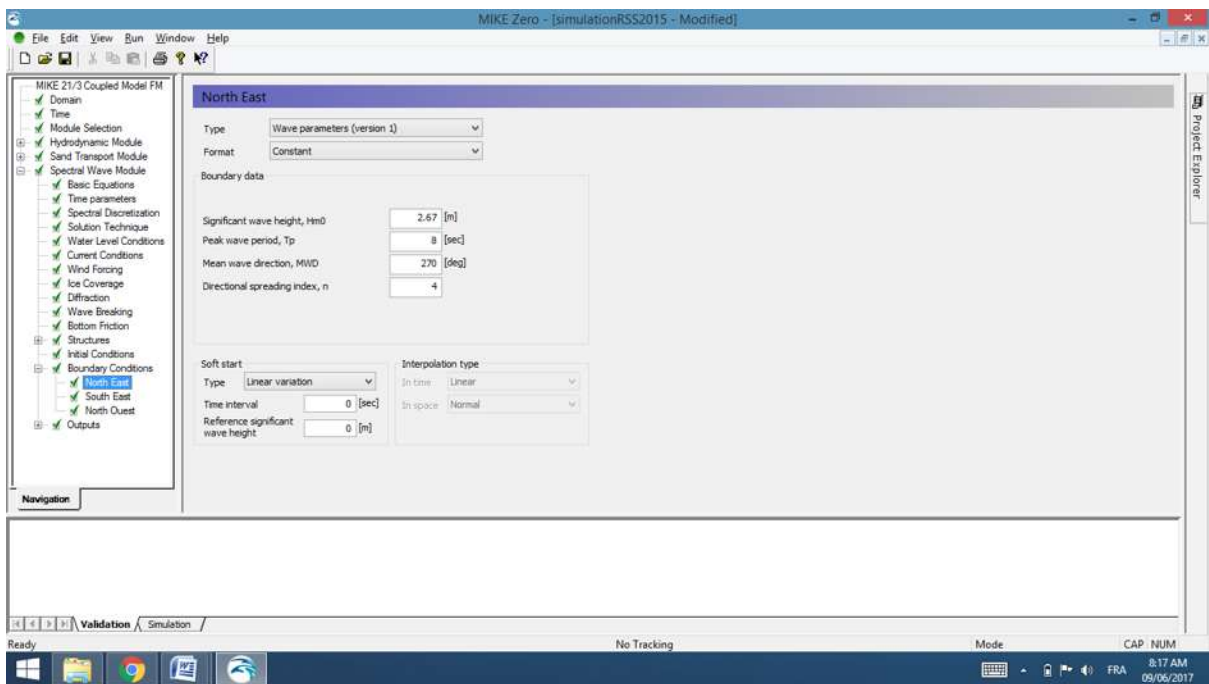 MIKE Zero - [simulationRSS2015 - Modified]
File Edit View Run Window Help
MIKE 21/3 Coupled Model FM
Domain
Time
Module Selection
Hydrodynamic Module
Sand Transport Module
Spectral Wave Module
Basic Equations
Time parameters
Spectral Discretization
Solution Technique
Water Level Conditions
Current Conditions
Wind Forcing
Ice Coverage
Diffraction
Wave Breaking
Bottom Friction
Structures
Initial Conditions
Boundary Conditions
North East
South East
North Ouest
Outputs
Navigation
North East
Type Wave parameters (version 1)
Format Constant
Boundary data
Significant wave height, Hm0 2.67 [m]
Peak wave period, Tp 8 [sec]
Mean wave direction, MWD 270 [deg]
Directional spreading index, n 4
Soft start
Type Linear variation
Time interval 0 [sec]
Reference significant
wave height 0 [m]
Interpolation type
In time Linear
In space Normal
Project Explorer
Validation Simulation
Ready No Tracking Mode CAP NUM
FRA 8:17 AM
09/06/2017